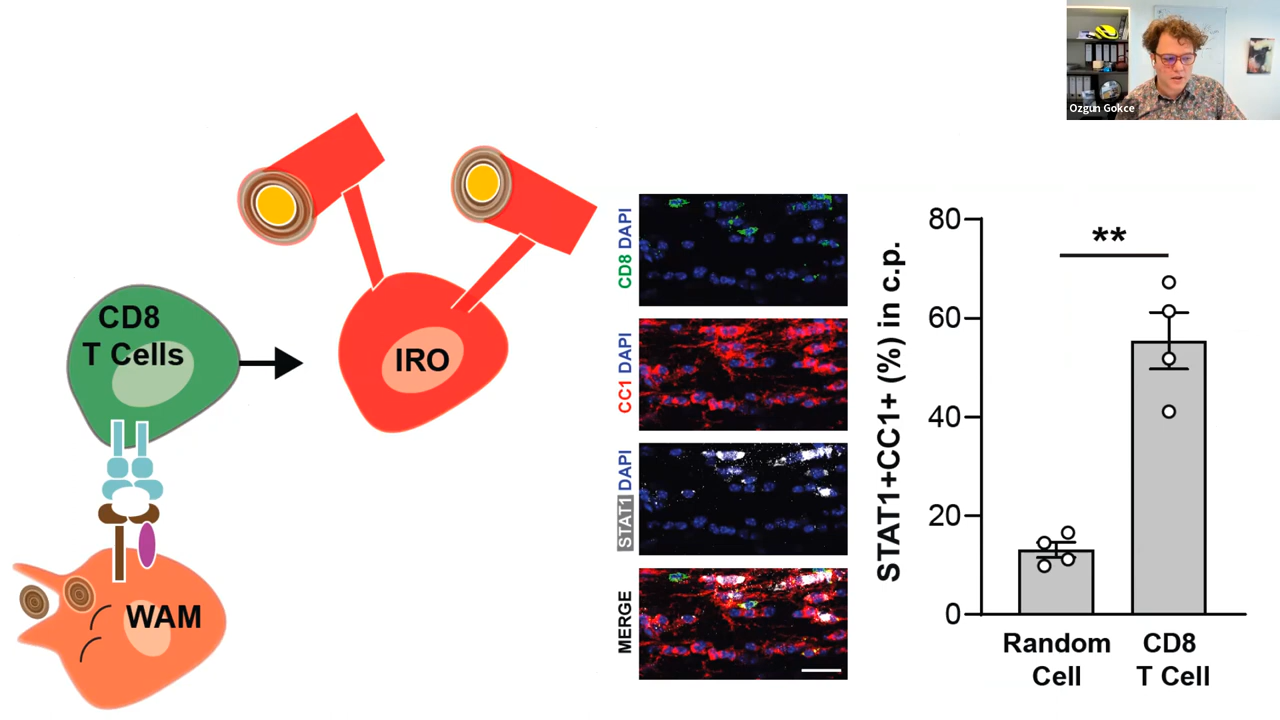 Ozgun Gokce
CD8
T Cells
IRO
WAM
CD8 DAPI
CC1 DAPI
STAT1 DAPI
MERGE
STAT1+CC1+ (%) in c.p.
80
60
40
20
0
**
Random
Cell
CD8
T Cell